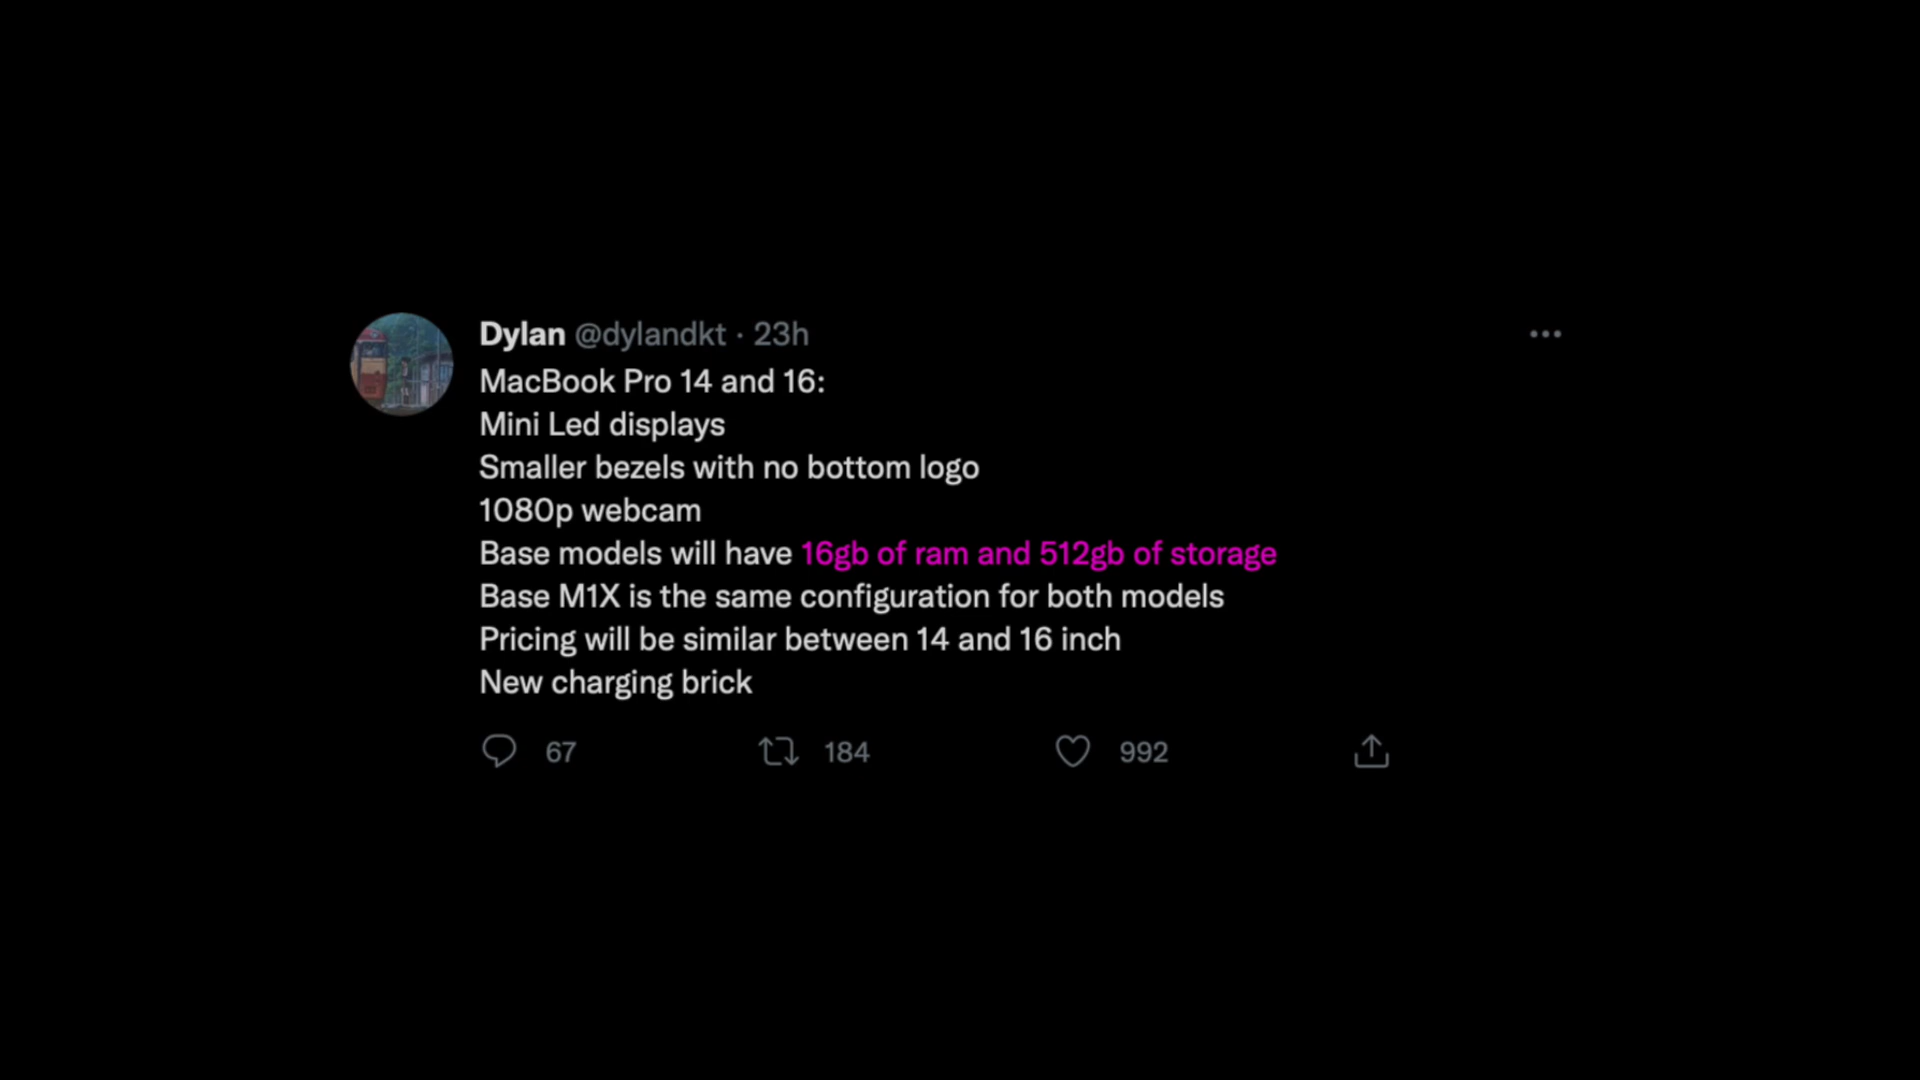 Dylan @dylandkt · 23h
MacBook Pro 14 and 16:
Mini Led displays
Smaller bezels with no bottom logo
1080p webcam
Base models will have 16gb of ram and 512gb of storage
Base M1X is the same configuration for both models
Pricing will be similar between 14 and 16 inch
New charging brick
67 184 992